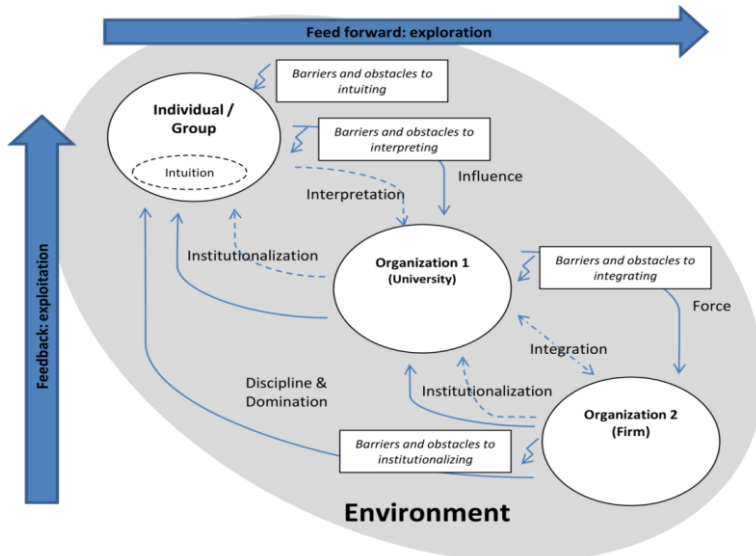 Feed forward: exploration
Barriers and obstacles to
intuiting
Individual /
Group
Intuition
Barriers and obstacles to
interpreting
Influence
Interpretation
Feedback: exploitation
Institutionalization
Organization 1
(University)
Barriers and obstacles to
integrating
Force
Integration
Discipline &
Domination
Institutionalization
Organization 2
(Firm)
Barriers and obstacles to
institutionalizing
Environment